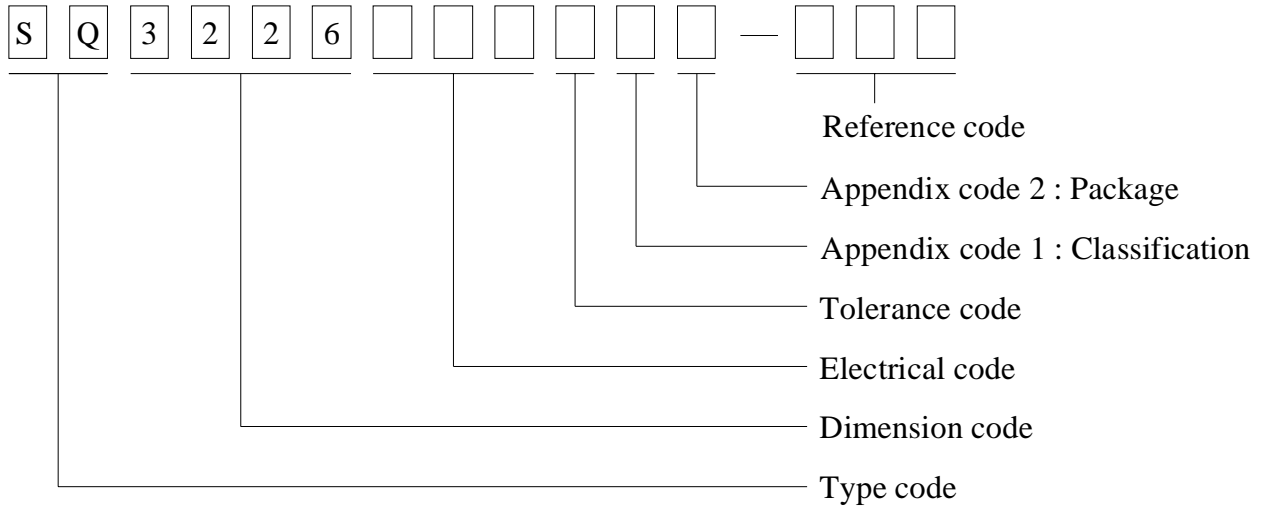 S Q 3 2 2 6 —
Reference code
Appendix code 2 : Package
Appendix code 1 : Classification
Tolerance code
Electrical code
Dimension code
Type code